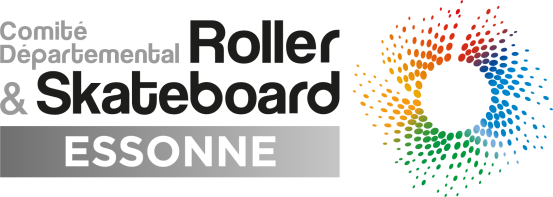 Comité
Départemental Roller
& Skateboard
ESSONNE